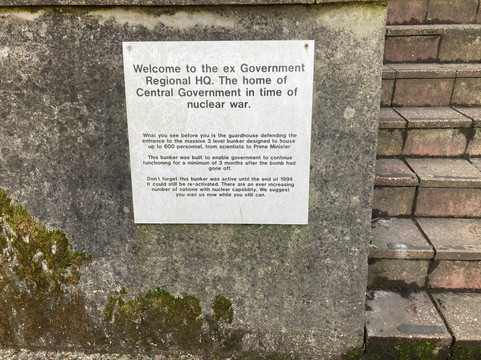 Welcome to the ex Government
Regional HQ. The home of
Central Government in time of
nuclear war.
What you see before you is the guardhouse defending the
entrance to the massive 3 level bunker designed to house
up to 600 personnel, from scientists to Prime Minister
This bunker was built to enable government to continue
functioning for a minimum of 3 months after the bomb had
gone off.
Don't forget this bunker was active until the end of 1994
It could still be re-activated. There are an ever increasing
number of nations with nuclear capability. We suggest
you visit us now while you still can.